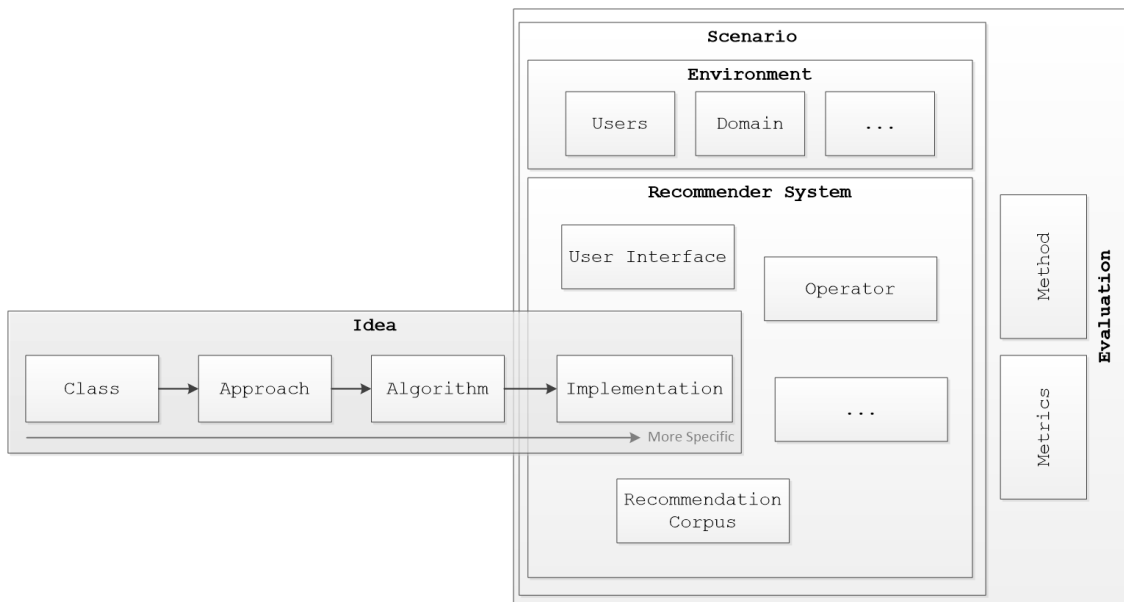 Scenario
Environment
Users
Domain
...
Recommender System
User Interface
Operator
Idea
Class
Approach
Algorithm
Implementation
More Specific
...
Recommendation
Corpus
Method
Metrics
Evaluation